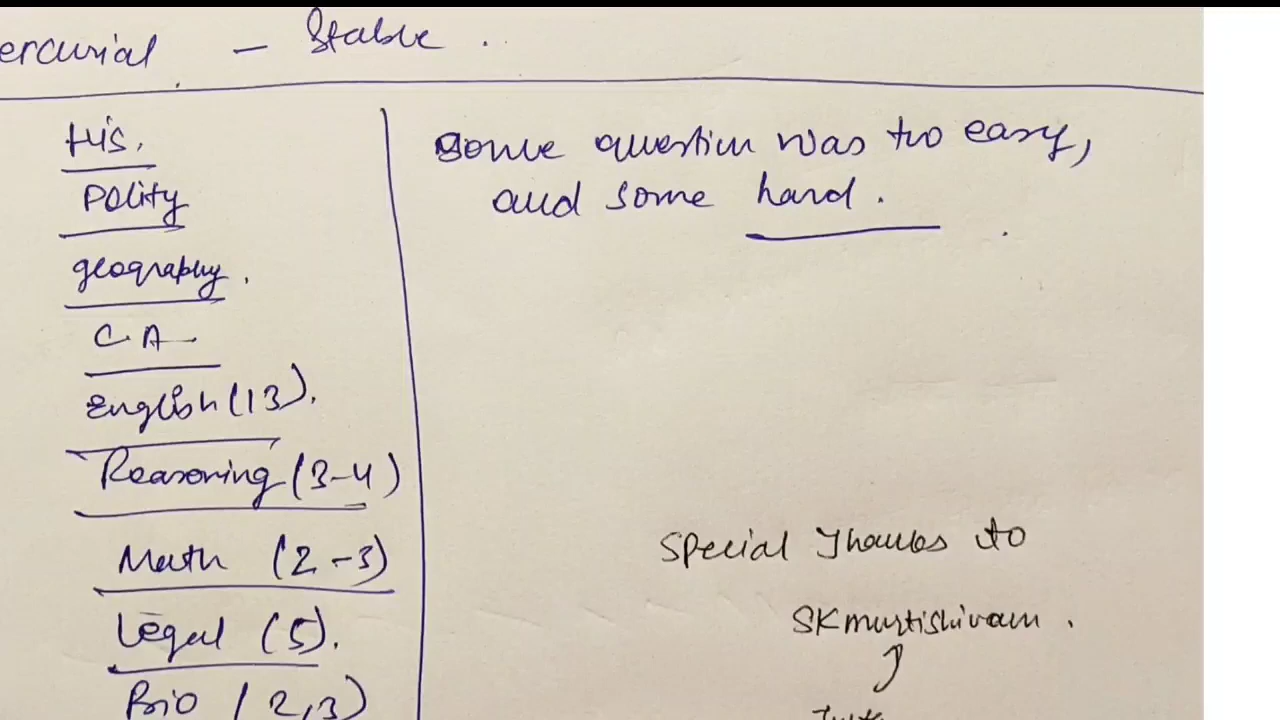 ercurial - Stable.
His.
Polity
geography.
C.A
English (13).
Reasoning (3-4)
Math (2-3)
Legal (5).
Bio (2,3)
some question was too easy,
and some hard.
Special Thanks to
SKmurtishivam.